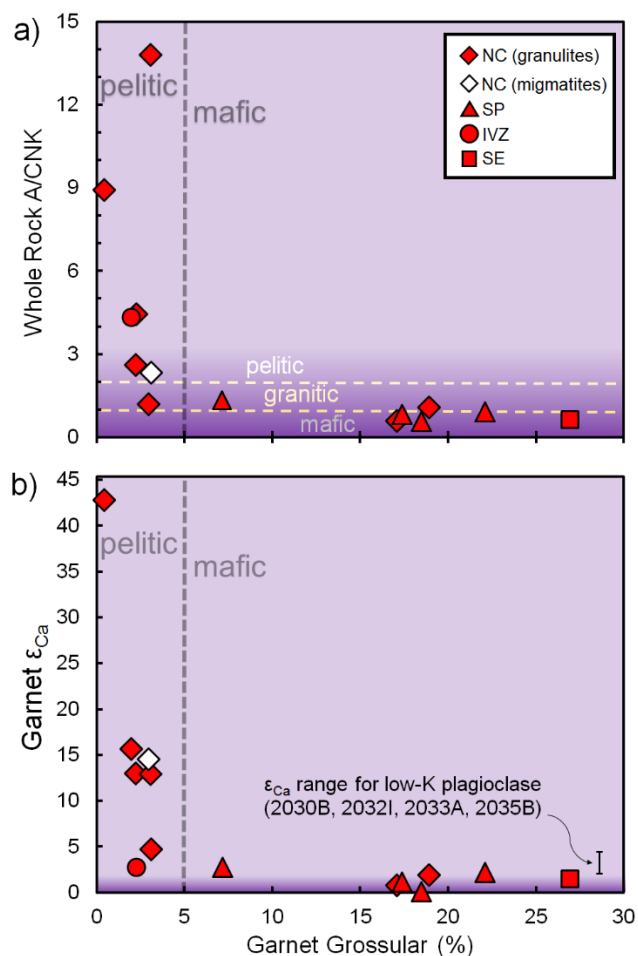 a)
15
12
9
6
3
0
Whole Rock A/CNK
pelitic
mafic
NC (granulites)
NC (migmatites)
SP
IVZ
SE
pelitic
granitic
mafic
b)
45
40
35
30
25
20
15
10
5
0
Garnet εCa
pelitic
mafic
εCa range for low-K plagioclase
(2030B, 2032I, 2033A, 2035B)
0 5 10 15 20 25 30
Garnet Grossular (%)